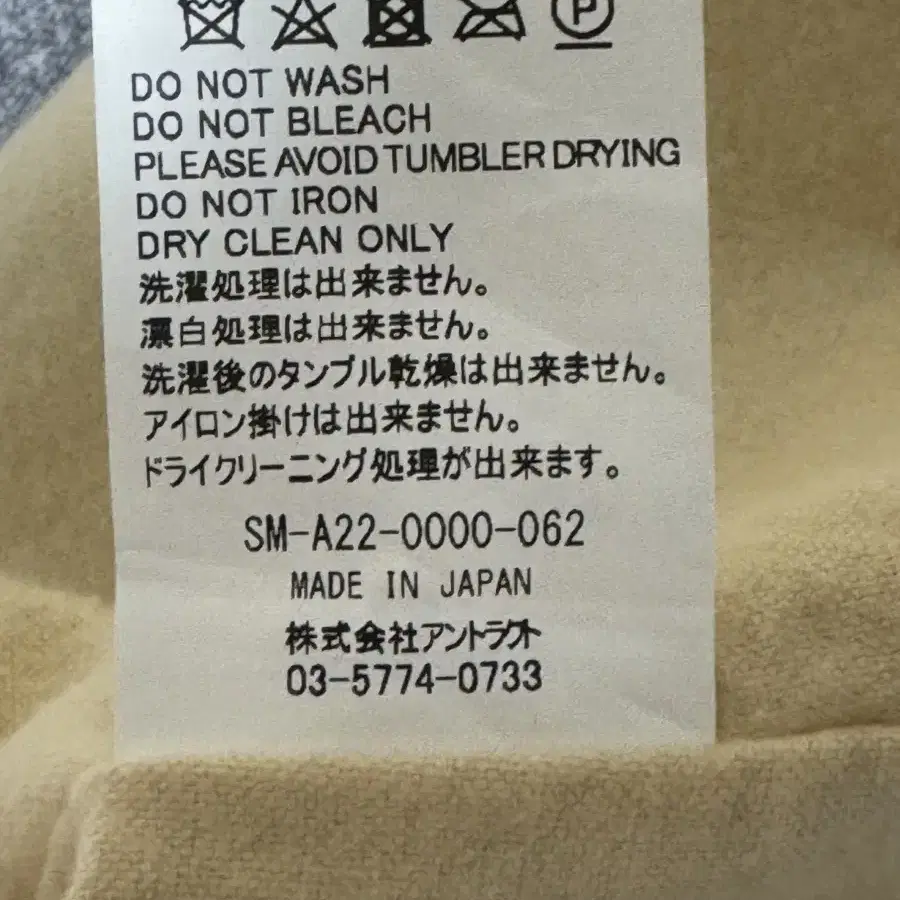 P
DO NOT WASH
DO NOT BLEACH
PLEASE AVOID TUMBLER DRYING
DO NOT IRON
DRY CLEAN ONLY
洗濯処理は出来ません。
漂白処理は出来ません。
洗濯後のタンブル乾燥は出来ません。
アイロン掛けは出来ません。
ドライクリーニング処理が出来ます。
SM-A22-0000-062
MADE IN JAPAN
株式会社アントラクト
03-5774-0733